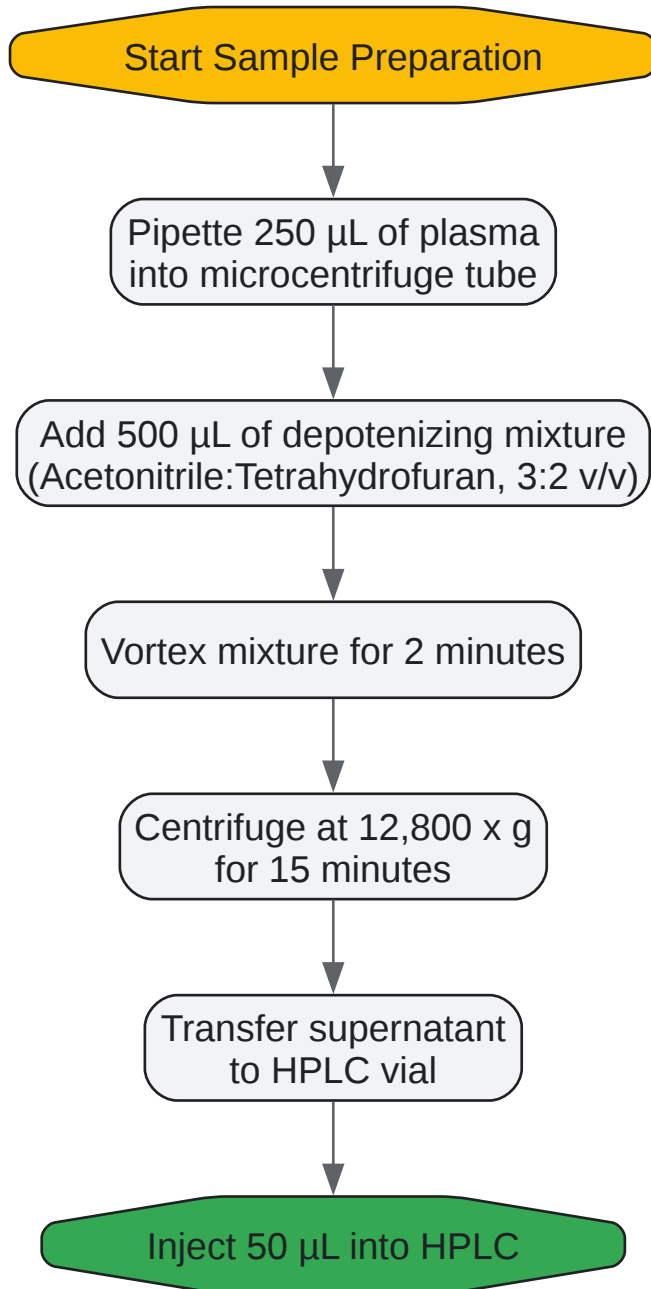 Start Sample Preparation
Pipette 250 µL of plasma
into microcentrifuge tube
Add 500 µL of depotenizing mixture
(Acetonitrile:Tetrahydrofuran, 3:2 v/v)
Vortex mixture for 2 minutes
Centrifuge at 12,800 x g
for 15 minutes
Transfer supernatant
to HPLC vial
Inject 50 µL into HPLC